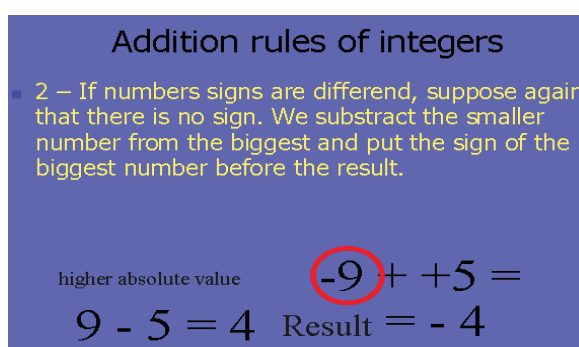 Addition rules of integers
2 – If numbers signs are differend, suppose again
that there is no sign. We substract the smaller
number from the biggest and put the sign of the
biggest number before the result.
higher absolute value -9 + +5 =
9 - 5 = 4 Result = - 4